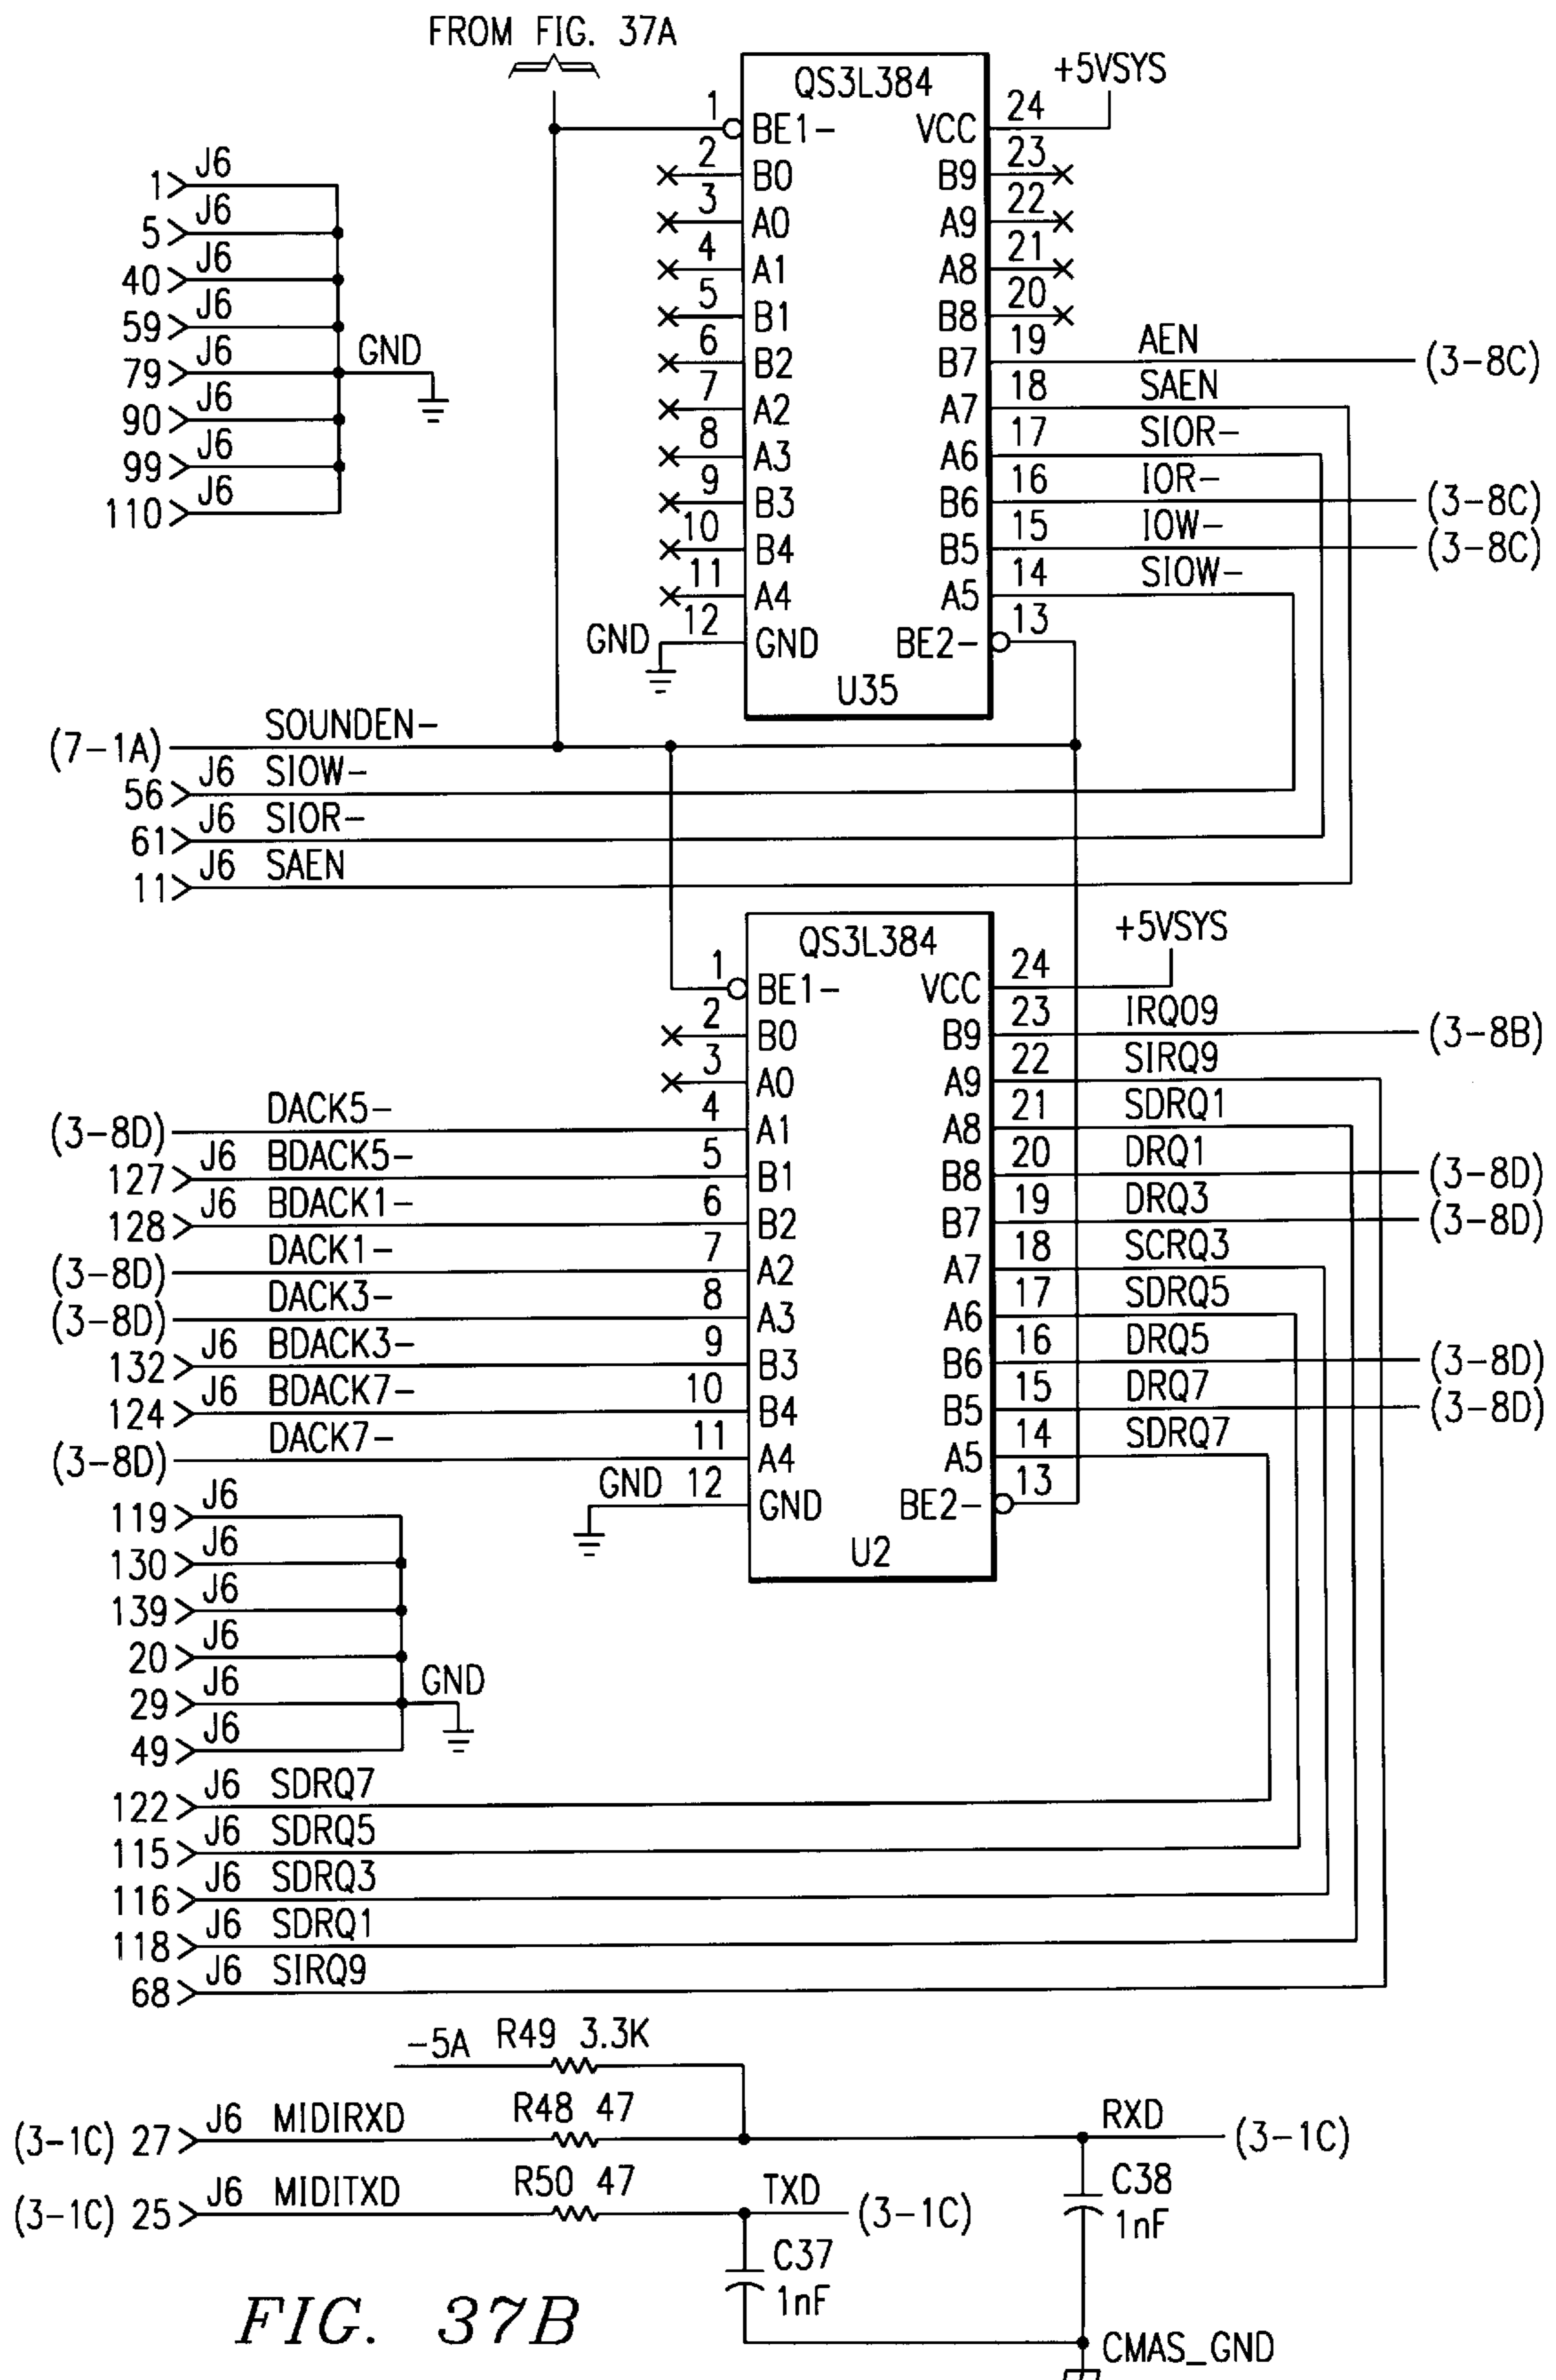 FROM FIG. 37A
QS3L384
+5VSYS
1 BE1- VCC 24
2 B0 B9 23
3 A0 A9 22
4 A1 A8 21
5 B1 B8 20
6 B2 B7 19 AEN (3-8C)
7 A2 A7 18 SAEN
8 A3 A6 17 SIOR-
9 B3 B6 16 IOR- (3-8C)
10 B4 B5 15 IOW- (3-8C)
11 A4 A5 14 SIOW-
GND 12 GND BE2- 13
U35
1 J6
5 J6
40 J6
59 J6
79 J6 GND
90 J6
99 J6
110 J6
(7-1A) SOUNDEN-
56 J6 SIOW-
61 J6 SIOR-
11 J6 SAEN
QS3L384
+5VSYS
1 BE1- VCC 24
2 B0 B9 23 IRQ09 (3-8B)
3 A0 A9 22 SIRQ9
(3-8D) DACK5- 4 A1 A8 21 SDRQ1
127 J6 BDACK5- 5 B1 B8 20 DRQ1 (3-8D)
128 J6 BDACK1- 6 B2 B7 19 DRQ3 (3-8D)
(3-8D) DACK1- 7 A2 A7 18 SCRQ3
(3-8D) DACK3- 8 A3 A6 17 SDRQ5
132 J6 BDACK3- 9 B3 B6 16 DRQ5 (3-8D)
124 J6 BDACK7- 10 B4 B5 15 DRQ7 (3-8D)
(3-8D) DACK7- 11 A4 A5 14 SDRQ7
GND 12 GND BE2- 13
U2
119 J6
130 J6
139 J6
20 J6
29 J6 GND
49 J6
122 J6 SDRQ7
115 J6 SDRQ5
116 J6 SDRQ3
118 J6 SDRQ1
68 J6 SIRQ9
-5A R49 3.3K
(3-1C) 27 J6 MIDIRXD R48 47 RXD (3-1C)
(3-1C) 25 J6 MIDITXD R50 47 TXD (3-1C)
C38
1nF
C37
1nF
CMAS_GND
FIG. 37B